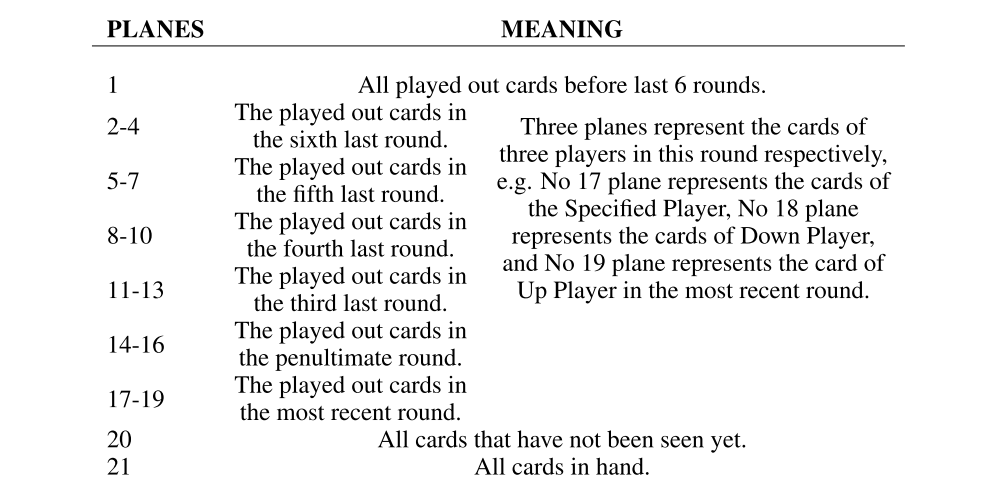 PLANES MEANING
1 All played out cards before last 6 rounds.
2-4 The played out cards in
the sixth last round.
5-7 The played out cards in
the fifth last round.
8-10 The played out cards in
the fourth last round.
11-13 The played out cards in
the third last round.
14-16 The played out cards in
the penultimate round.
17-19 The played out cards in
the most recent round.
Three planes represent the cards of
three players in this round respectively,
e.g. No 17 plane represents the cards of
the Specified Player, No 18 plane
represents the cards of Down Player,
and No 19 plane represents the card of
Up Player in the most recent round.
20 All cards that have not been seen yet.
21 All cards in hand.